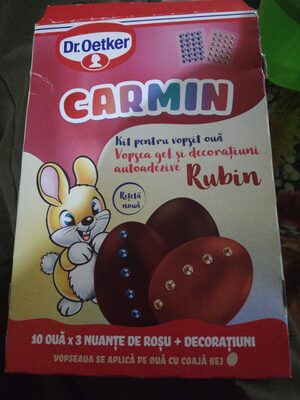 Dr.Oetker
CARMIN
Kit pentru vopsit ouă
Vopsea gel și decorațiuni
autoadezive
Rubin
Rețetă
nouă
10 OUĂ x 3 NUANȚE DE ROȘU + DECORAȚIUNI
VOPSEAUA SE APLICĂ PE OUĂ CU COAJĂ BEJ